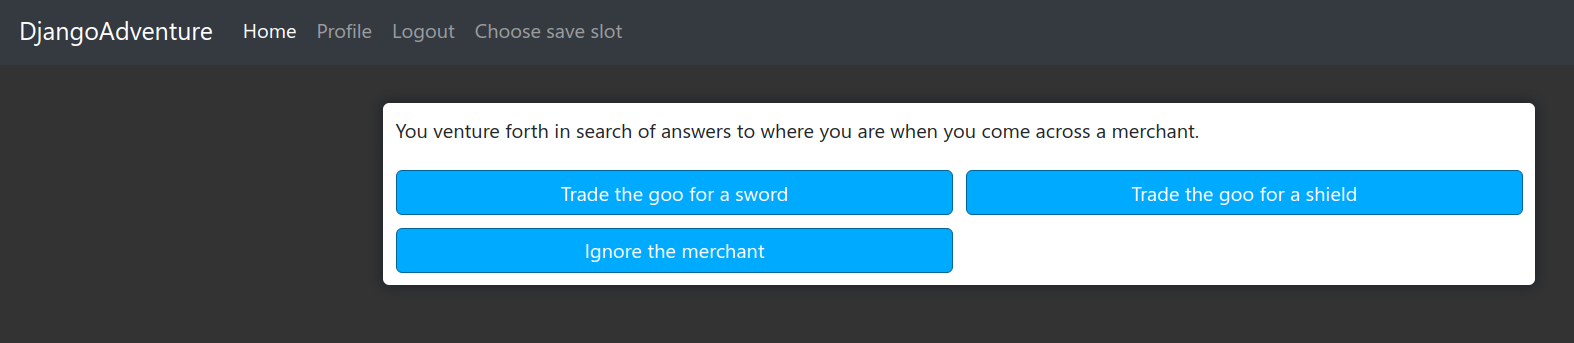 DjangoAdventure Home Profile Logout Choose save slot
You venture forth in search of answers to where you are when you come across a merchant.
Trade the goo for a sword Trade the goo for a shield
Ignore the merchant